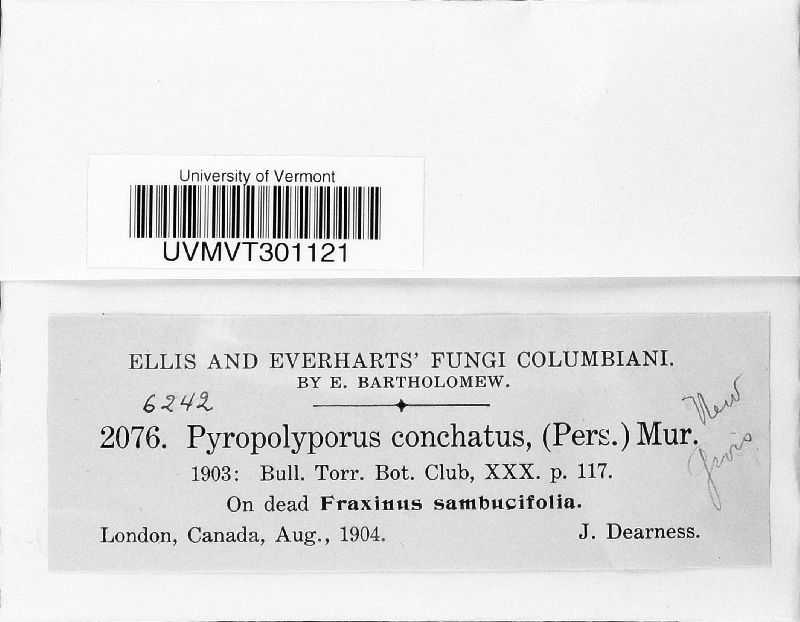 University of Vermont
UVMVT301121
ELLIS AND EVERHARTS' FUNGI COLUMBIANI.
BY E. BARTHOLOMEW.
6242
2076. Pyropolyporus conchatus, (Pers.) Mur.
New
1903: Bull. Torr. Bot. Club, XXX. p. 117.
On dead Fraxinus sambucifolia.
London, Canada, Aug., 1904. J. Dearness.